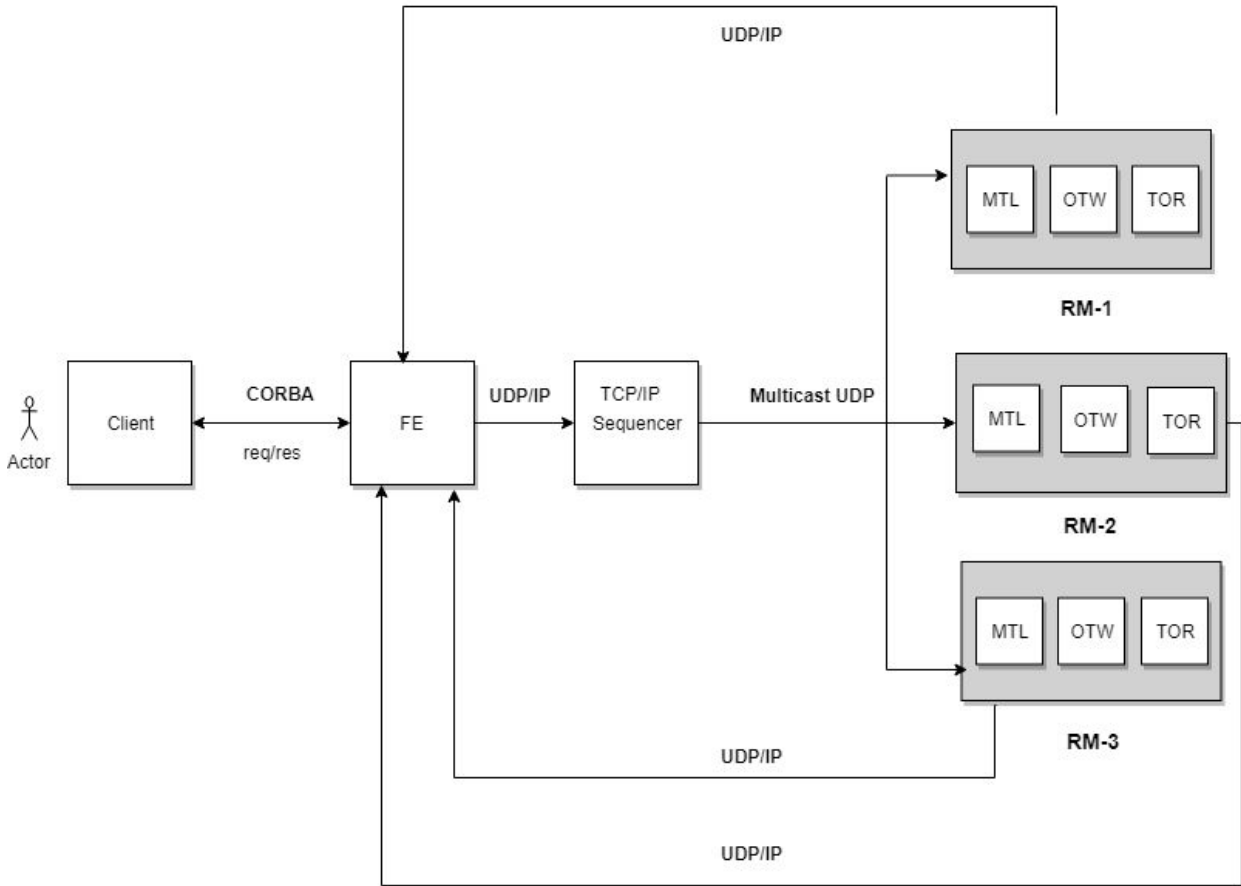 UDP/IP
MTL
OTW
TOR
RM-1
CORBA
UDP/IP
TCP/IP
Sequencer
Multicast UDP
Client
FE
req/res
Actor
MTL
OTW
TOR
RM-2
MTL
OTW
TOR
RM-3
UDP/IP
UDP/IP